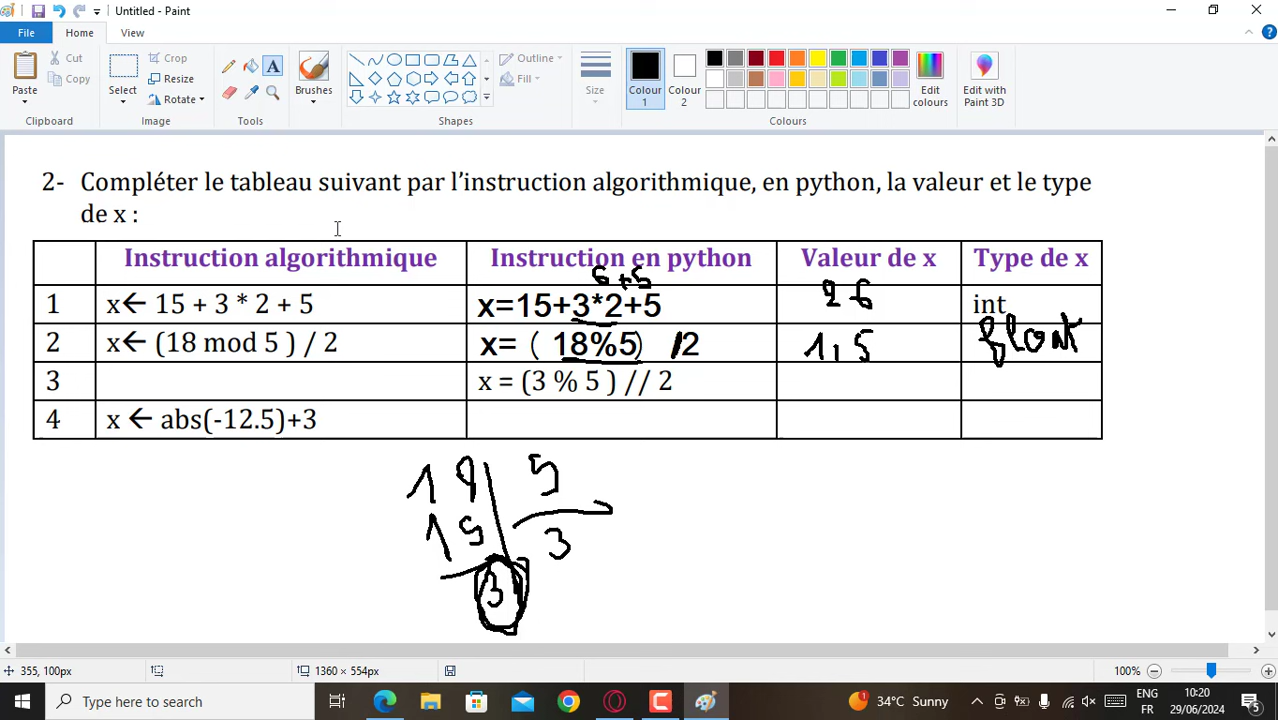 Untitled - Paint
File Home View
Paste
Cut
Copy
Clipboard
Select
Crop
Resize
Rotate
Image
A
Tools
Brushes
Outline
Fill
Shapes
Size
Colour 1
Colour 2
Edit colours
Colours
Edit with Paint 3D
2- Compléter le tableau suivant par l’instruction algorithmique, en python, la valeur et le type
de x :
Instruction algorithmique Instruction en python Valeur de x Type de x
6 +5
1 x← 15 + 3 * 2 + 5 x=15+3*2+5 26 int
2 x← (18 mod 5 ) / 2 x= ( 18%5) /2 1,5 float
3 x = (3 % 5 ) // 2
4 x ← abs(-12.5)+3
18 5
15 3
3
355, 100px 1360 × 554px 100%
Type here to search
1
34°C Sunny
ENG
FR
10:20
29/06/2024
5